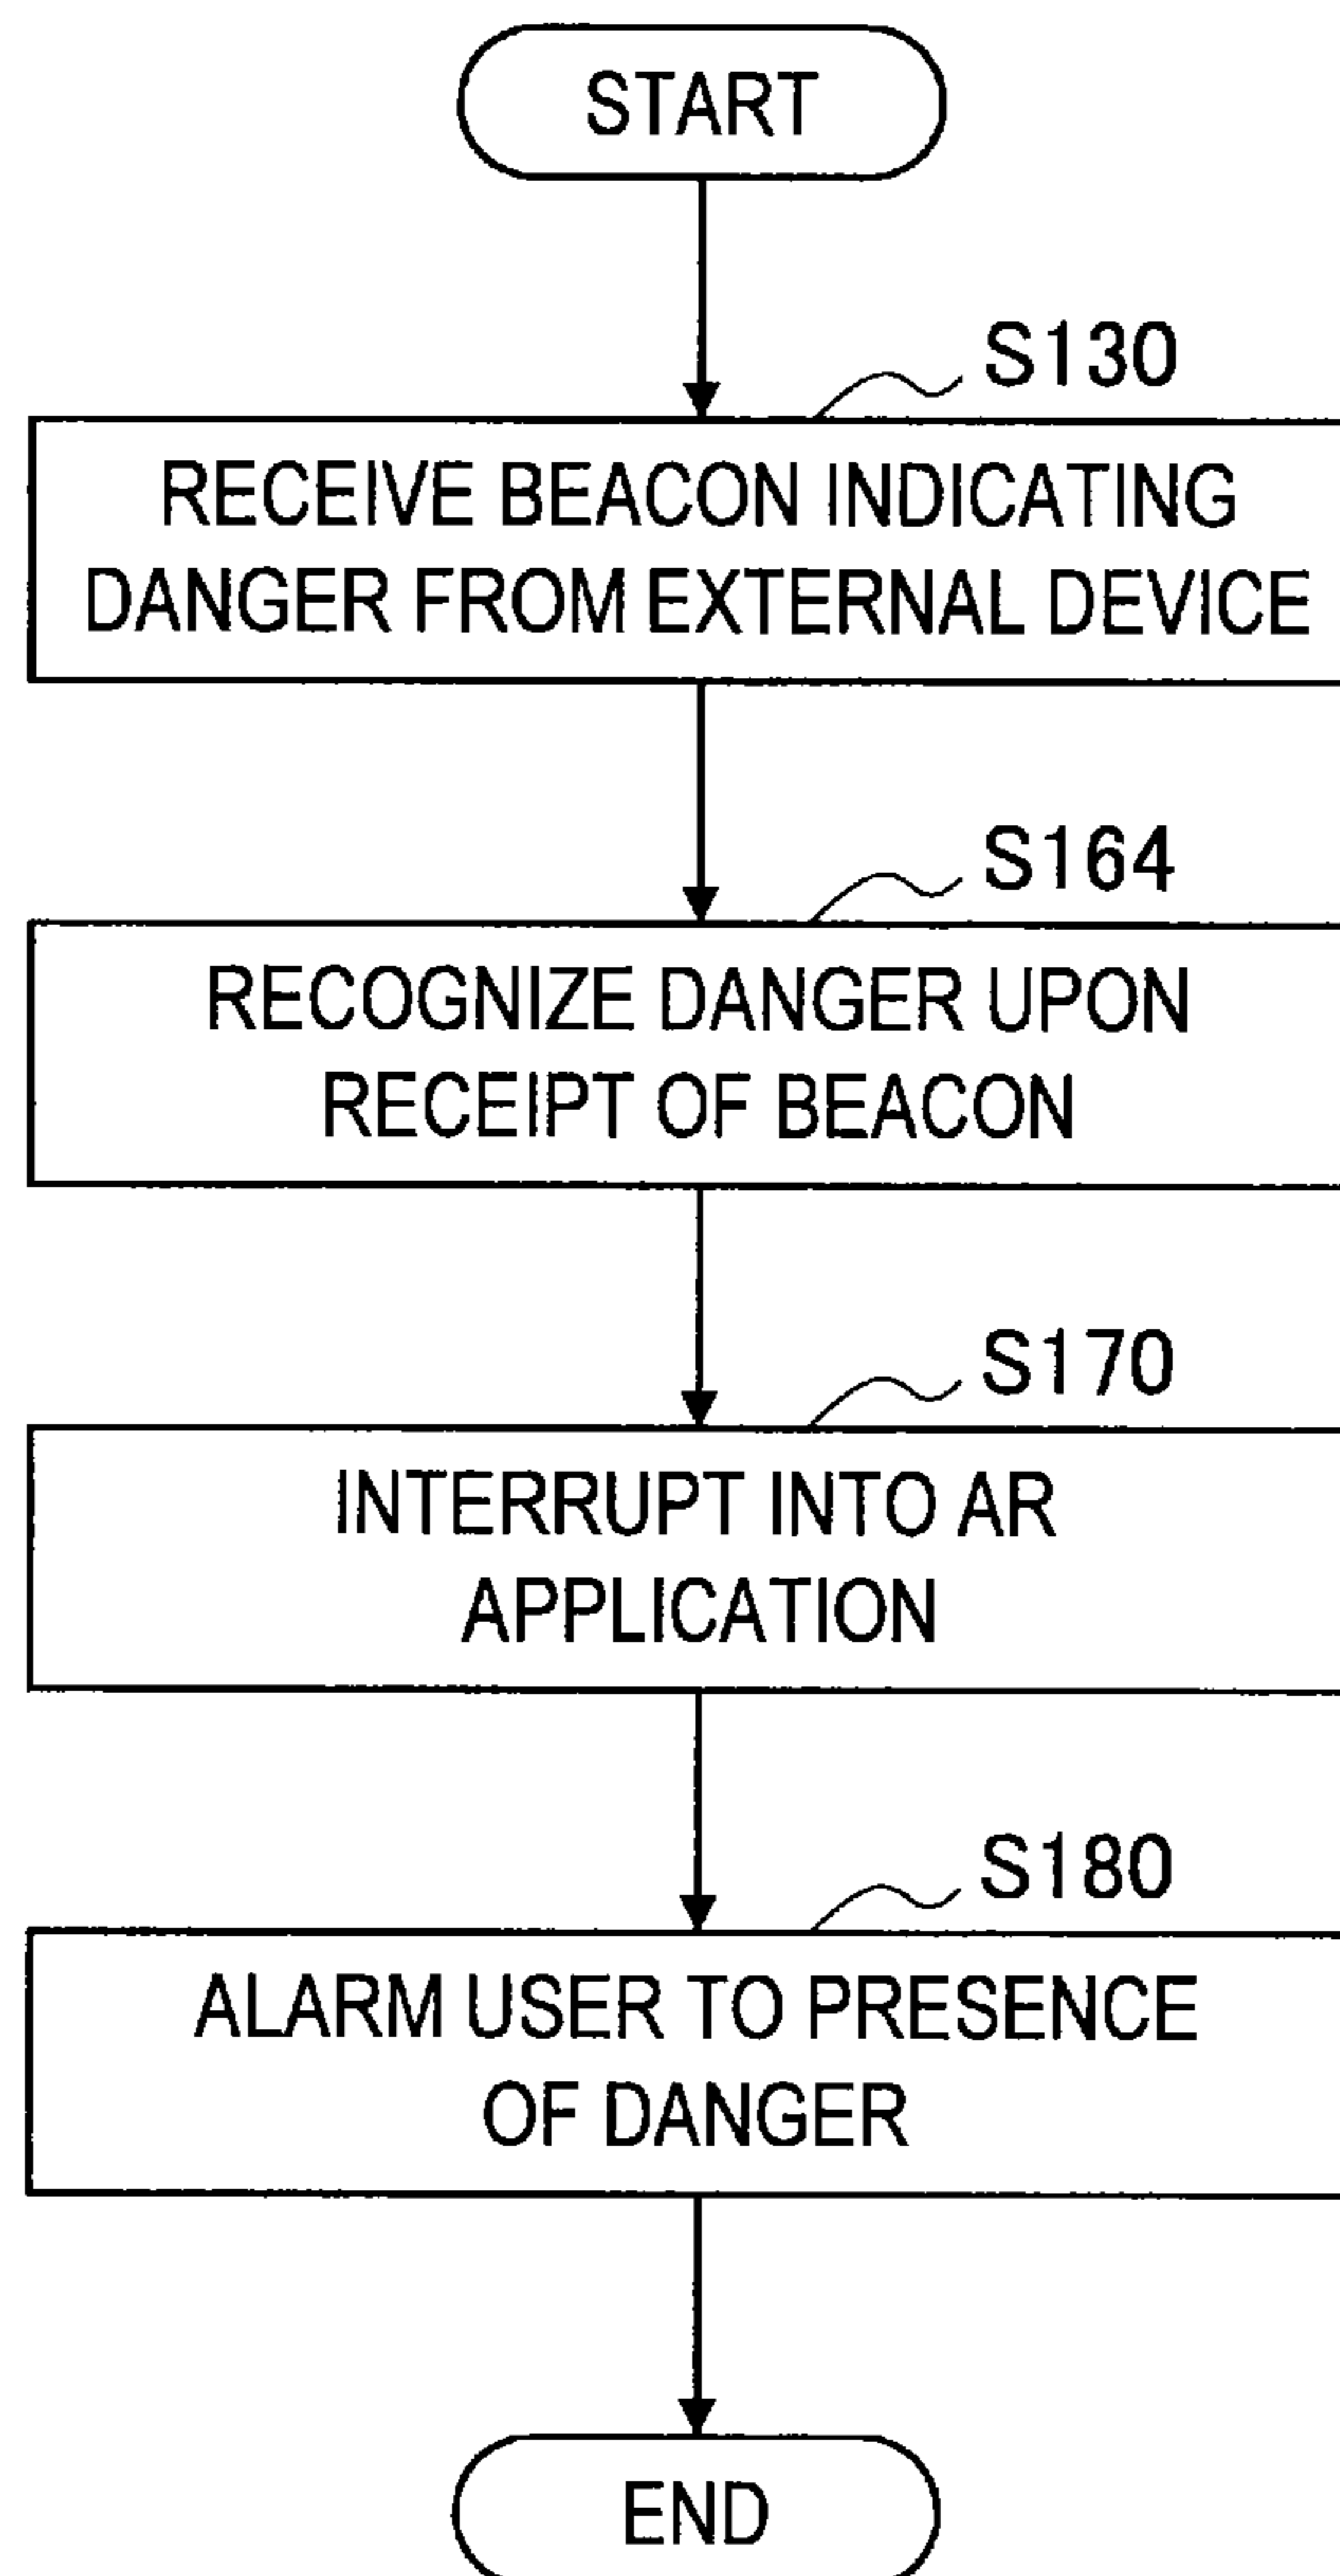 START
S130
RECEIVE BEACON INDICATING
DANGER FROM EXTERNAL DEVICE
S164
RECOGNIZE DANGER UPON
RECEIPT OF BEACON
S170
INTERRUPT INTO AR
APPLICATION
S180
ALARM USER TO PRESENCE
OF DANGER
END